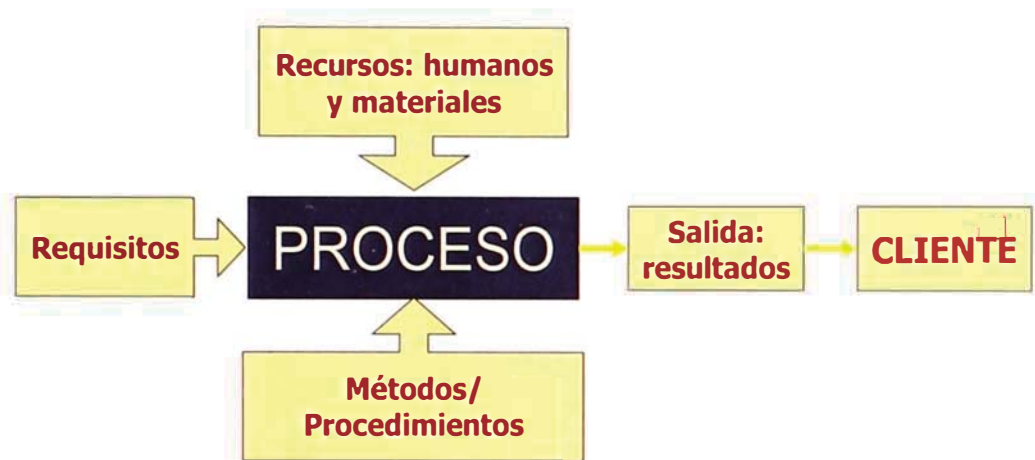 Recursos: humanos
y materiales
Requisitos
PROCESO
Salida:
resultados
CLIENTE
Métodos/
Procedimientos